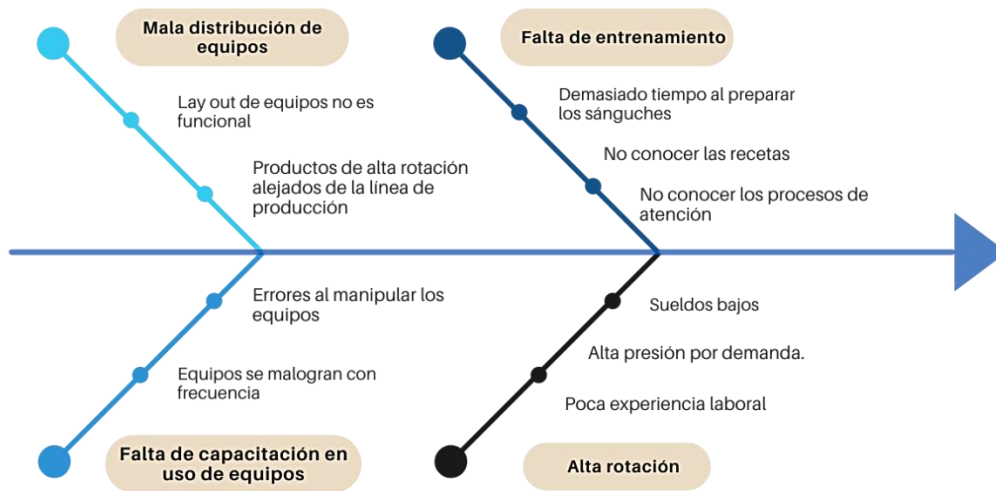 Mala distribución de
equipos
Lay out de equipos no es
funcional
Productos de alta rotación
alejados de la línea de
producción
Falta de entrenamiento
Demasiado tiempo al preparar
los sánguches
No conocer las recetas
No conocer los procesos de
atención
Errores al manipular los
equipos
Equipos se malogran con
frecuencia
Falta de capacitación en
uso de equipos
Sueldos bajos
Alta presión por demanda.
Poca experiencia laboral
Alta rotación